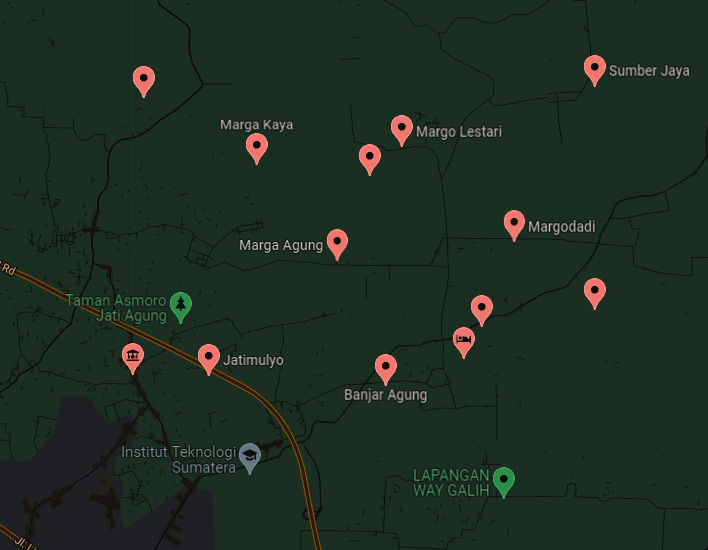 Sumber Jaya
Marga Kaya
Margo Lestari
Margodadi
Marga Agung
Rd
Taman Asmoro
Jati Agung
Jatimulyo
Banjar Agung
Institut Teknologi
Sumatera
LAPANGAN
WAY GALIH